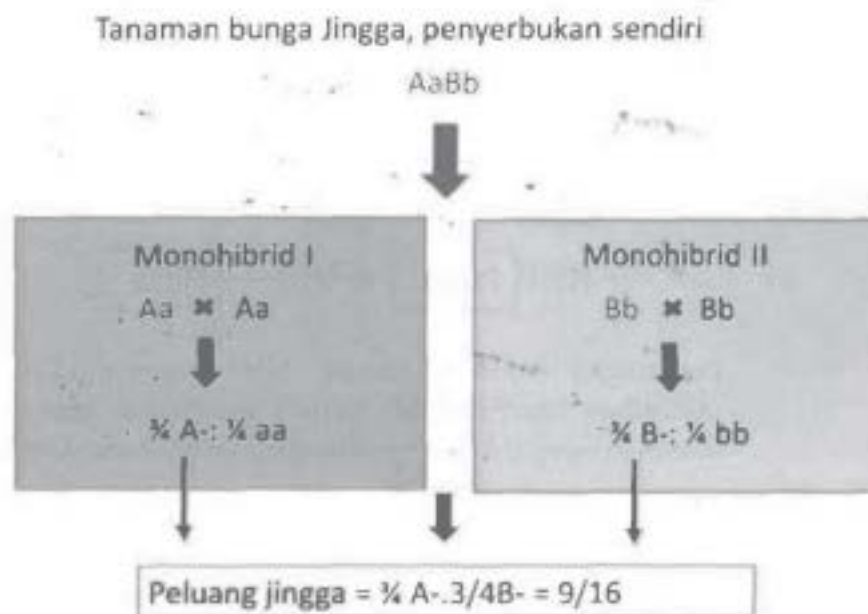 Tanaman bunga Jingga, penyerbukan sendiri
AaBb
Monohibrid I
Aa × Aa
¾ A-: ¼ aa
Monohibrid II
Bb × Bb
¾ B-: ¼ bb
Peluang jingga = ¾ A-.3/4B- = 9/16